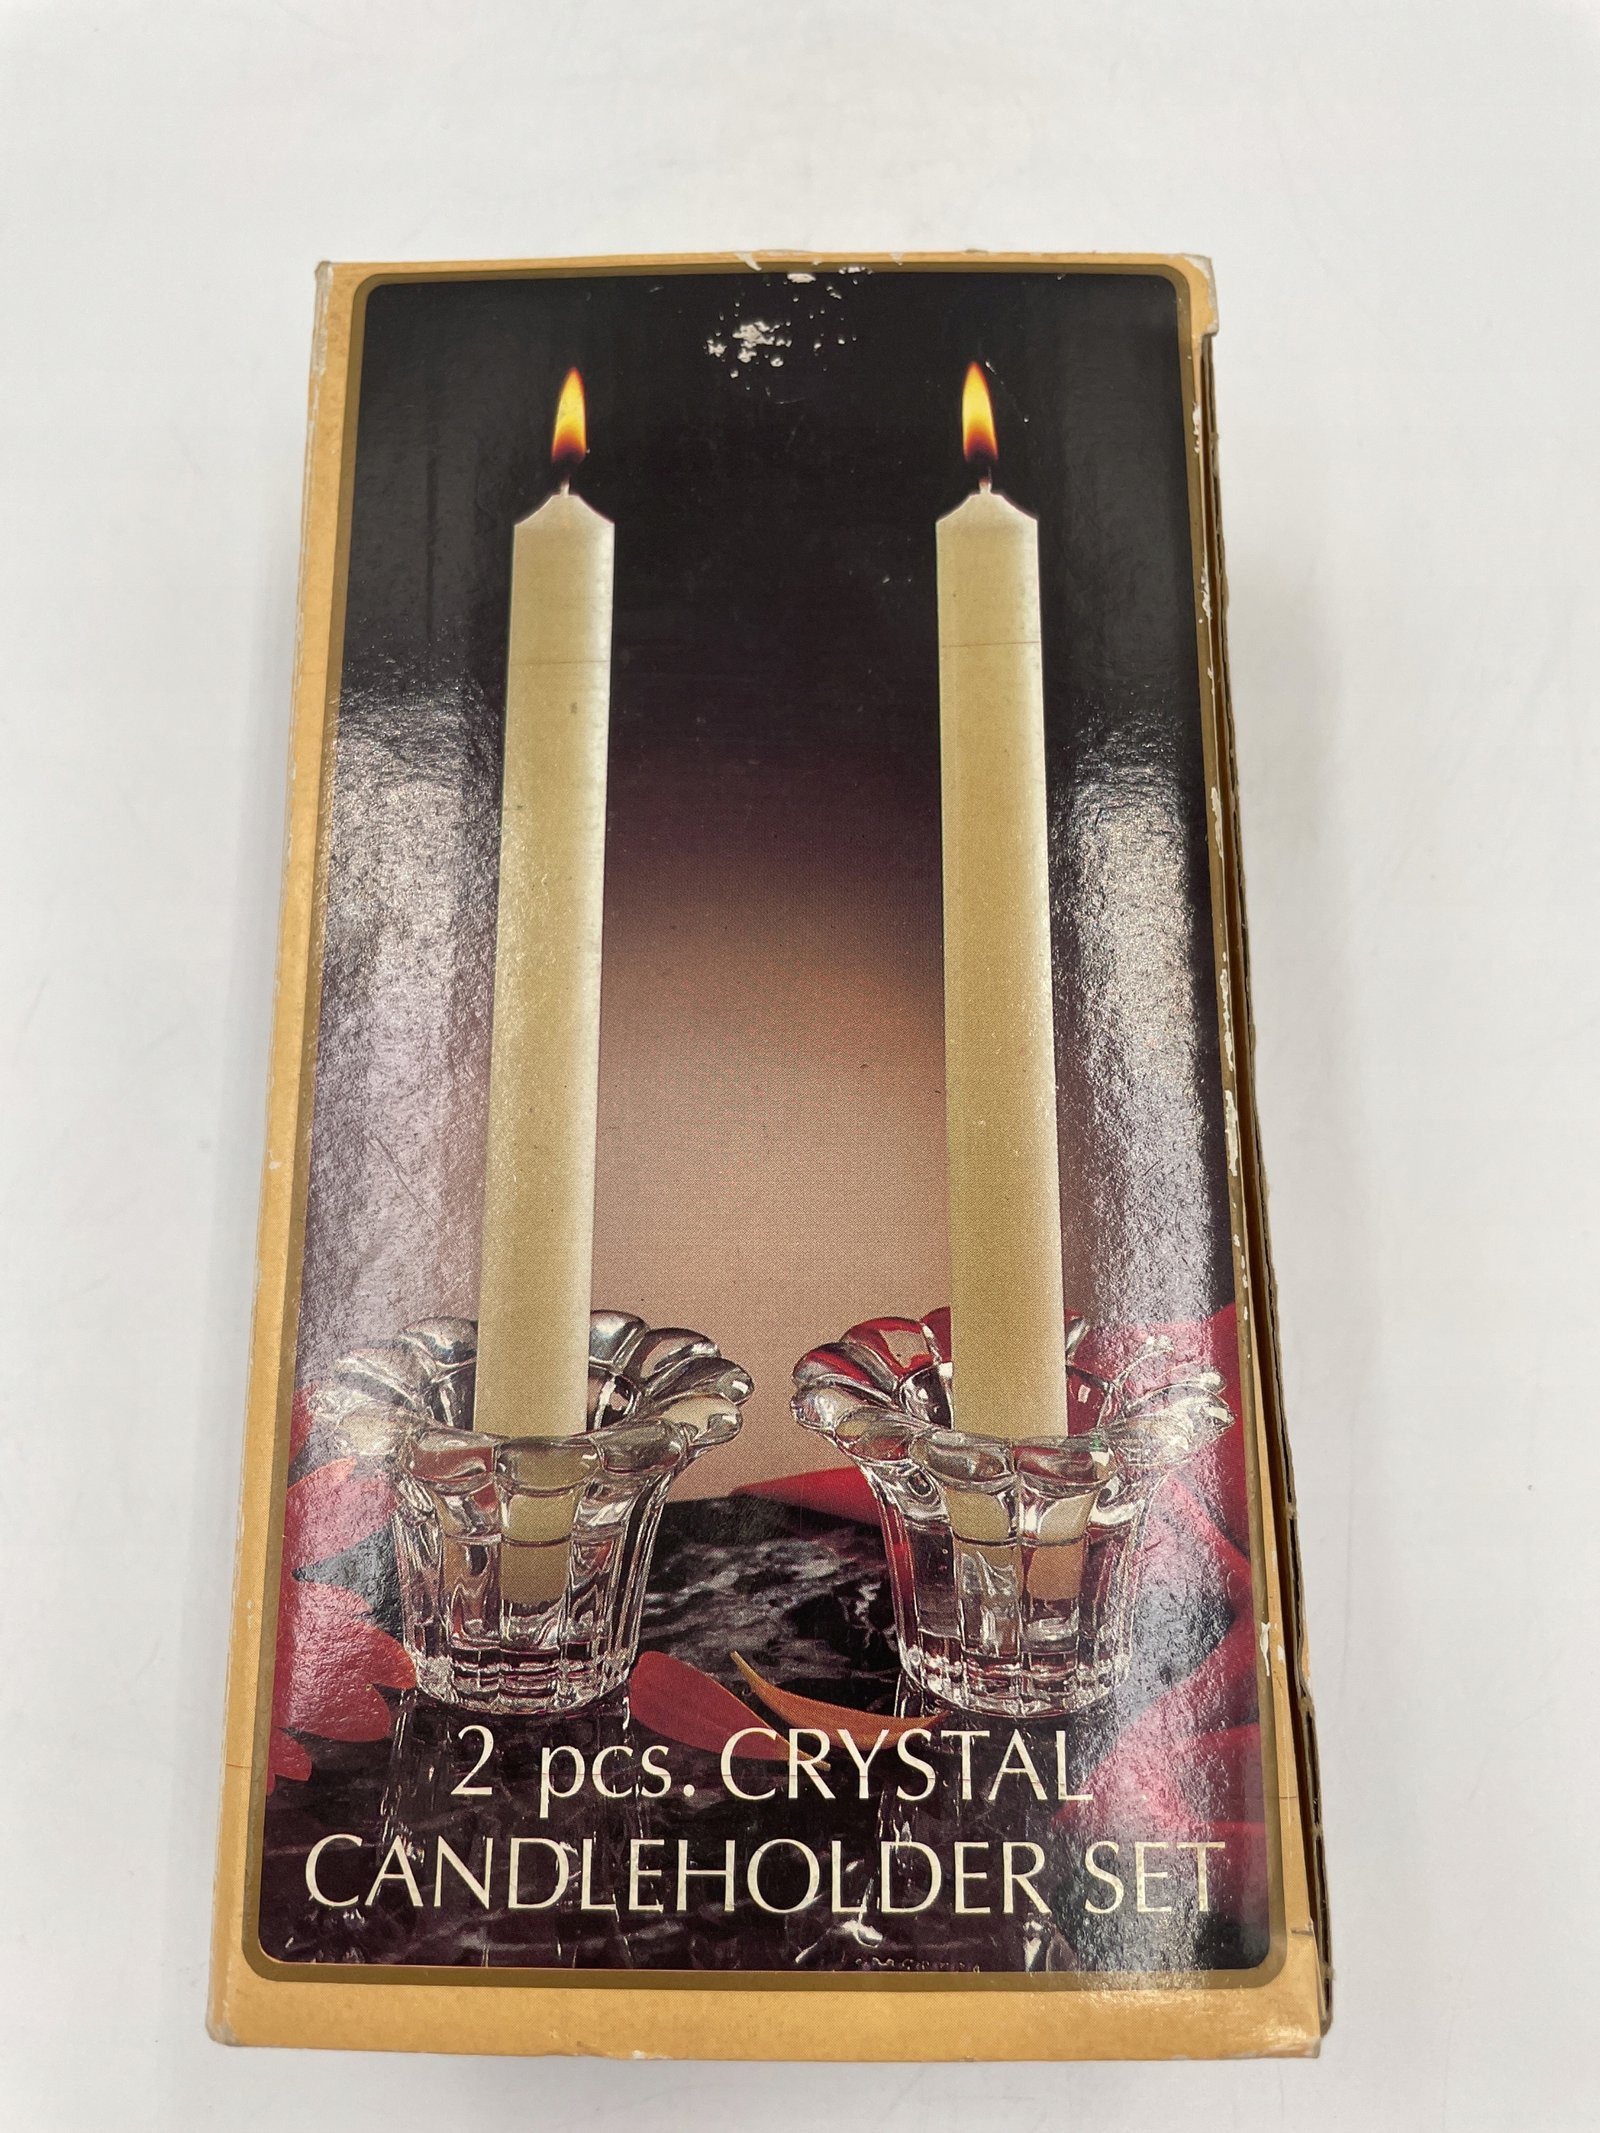 2 pcs. CRYSTAL
CANDLEHOLDER SET